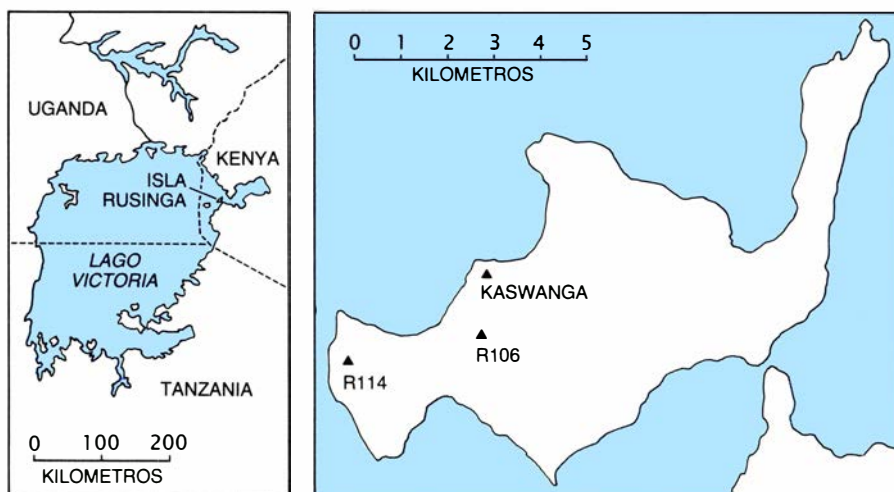 UGANDA
KENYA
ISLA
RUSINGA
LAGO
VICTORIA
TANZANIA
0 100 200
KILOMETROS
0 1 2 3 4 5
KILOMETROS
KASWANGA
R106
R114